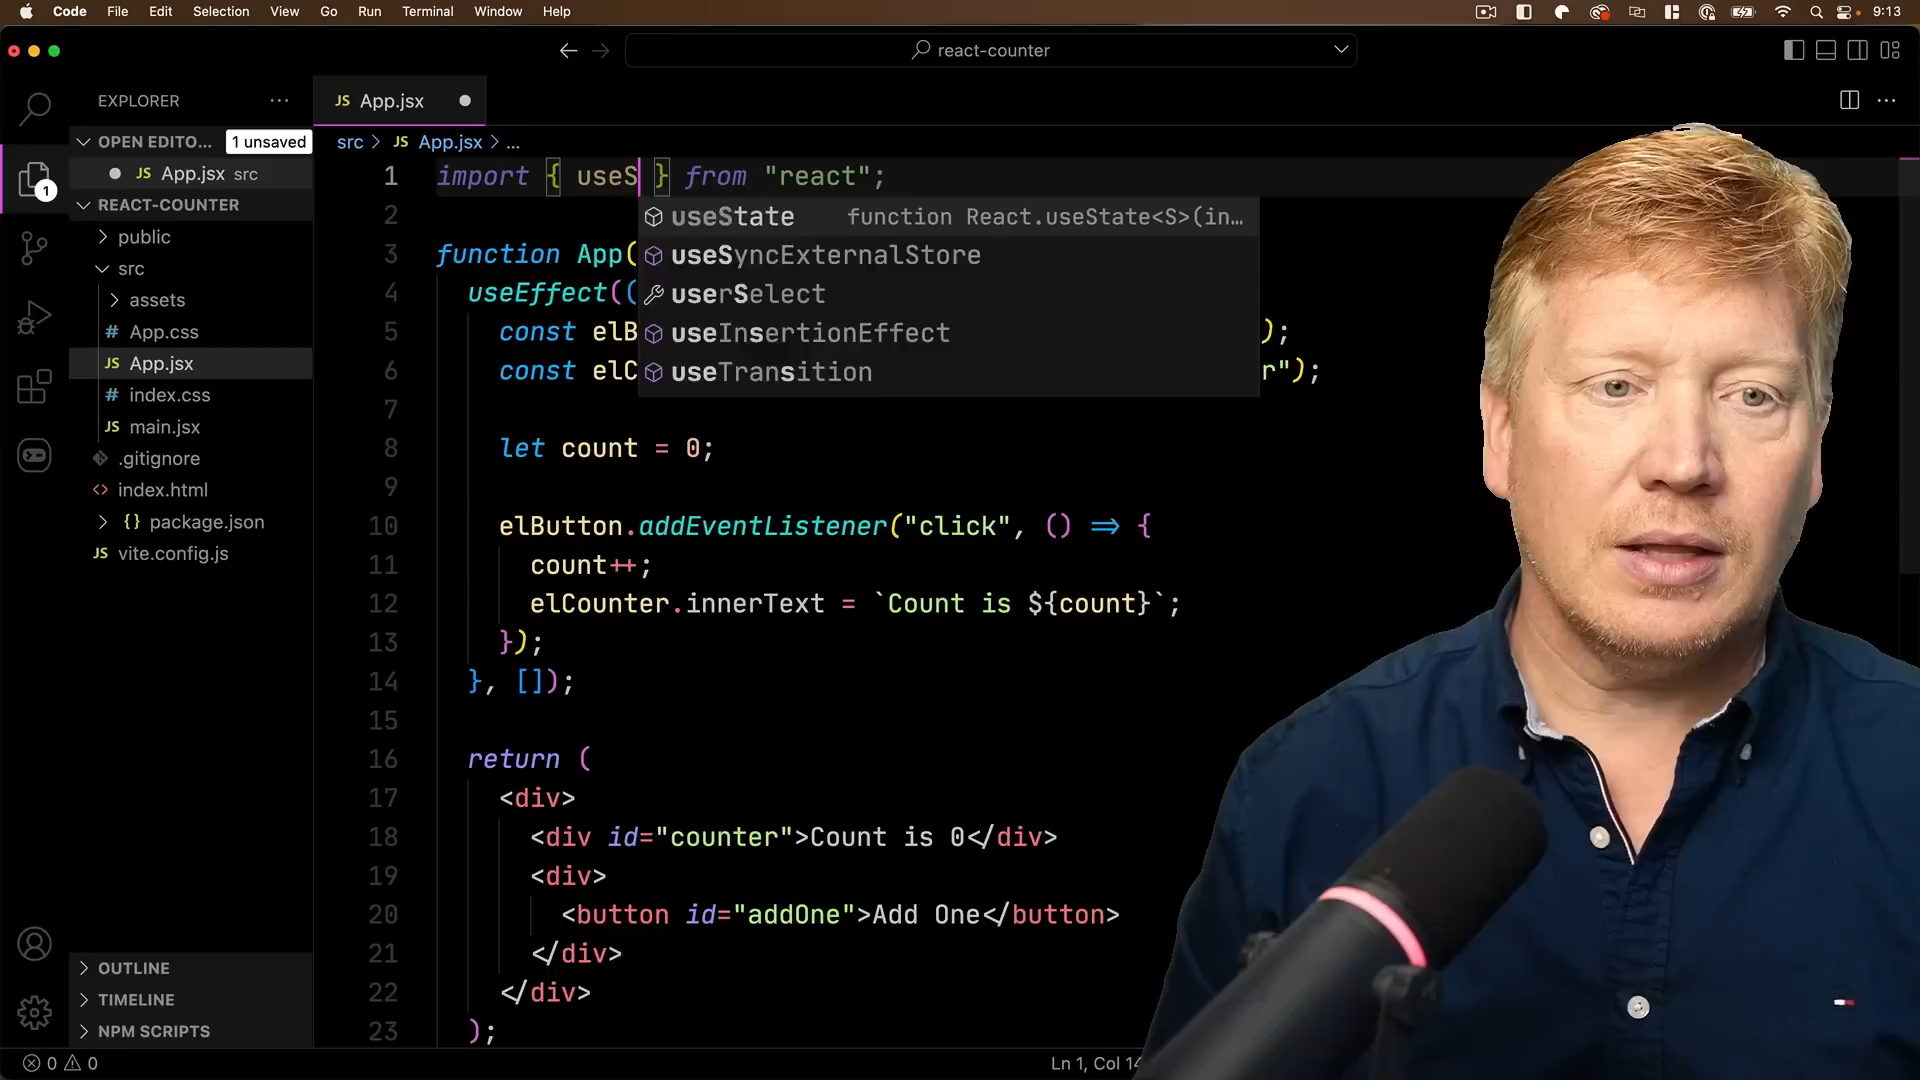 Code File Edit Selection View Go Run Terminal Window Help 9:13
react-counter
EXPLORER
JS App.jsx
OPEN EDITO... 1 unsaved
src > JS App.jsx > ...
JS App.jsx src
REACT-COUNTER
public
src
assets
# App.css
JS App.jsx
# index.css
JS main.jsx
.gitignore
<> index.html
{} package.json
JS vite.config.js
OUTLINE
TIMELINE
NPM SCRIPTS
1 import { useS } from "react";
2
useState function React.useState<S>(in...
useSyncExternalStore
userSelect
useInsertionEffect
useTransition
3 function App(
4 useEffect((
5 const elB );
6 const elC r");
7
8 let count = 0;
9
10 elButton.addEventListener("click", () => {
11 count++;
12 elCounter.innerText = `Count is ${count}`;
13 });
14 }, []);
15
16 return (
17 <div>
18 <div id="counter">Count is 0</div>
19 <div>
20 <button id="addOne">Add One</button>
21 </div>
22 </div>
23 );
1
0 0
Ln 1, Col 14